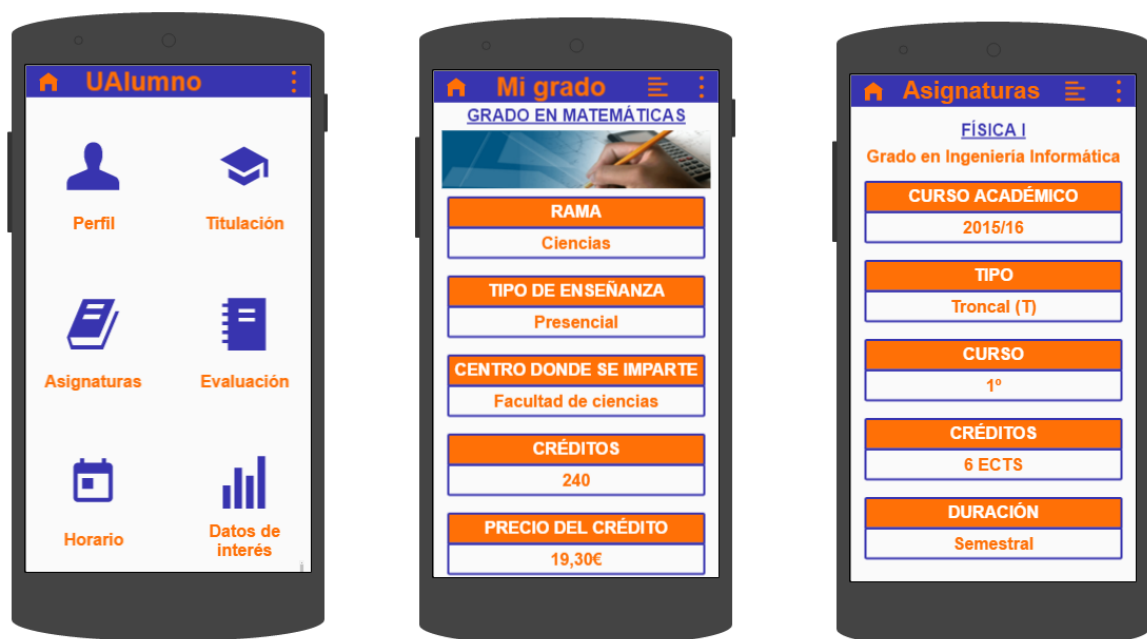 UAlumno
Perfil
Titulación
Asignaturas
Evaluación
Horario
Datos de
interés
Mi grado
GRADO EN MATEMÁTICAS
RAMA
Ciencias
TIPO DE ENSEÑANZA
Presencial
CENTRO DONDE SE IMPARTE
Facultad de ciencias
CRÉDITOS
240
PRECIO DEL CRÉDITO
19,30€
Asignaturas
FÍSICA I
Grado en Ingeniería Informática
CURSO ACADÉMICO
2015/16
TIPO
Troncal (T)
CURSO
1º
CRÉDITOS
6 ECTS
DURACIÓN
Semestral